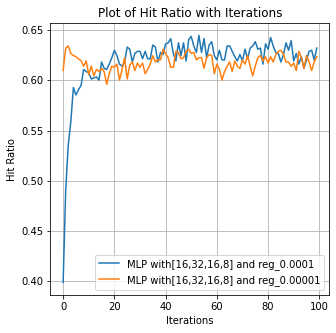 Plot of Hit Ratio with Iterations
Hit Ratio
0.65
0.60
0.55
0.50
0.45
0.40
0 20 40 60 80 100
Iterations
MLP with[16,32,16,8] and reg_0.0001
MLP with[16,32,16,8] and reg_0.00001